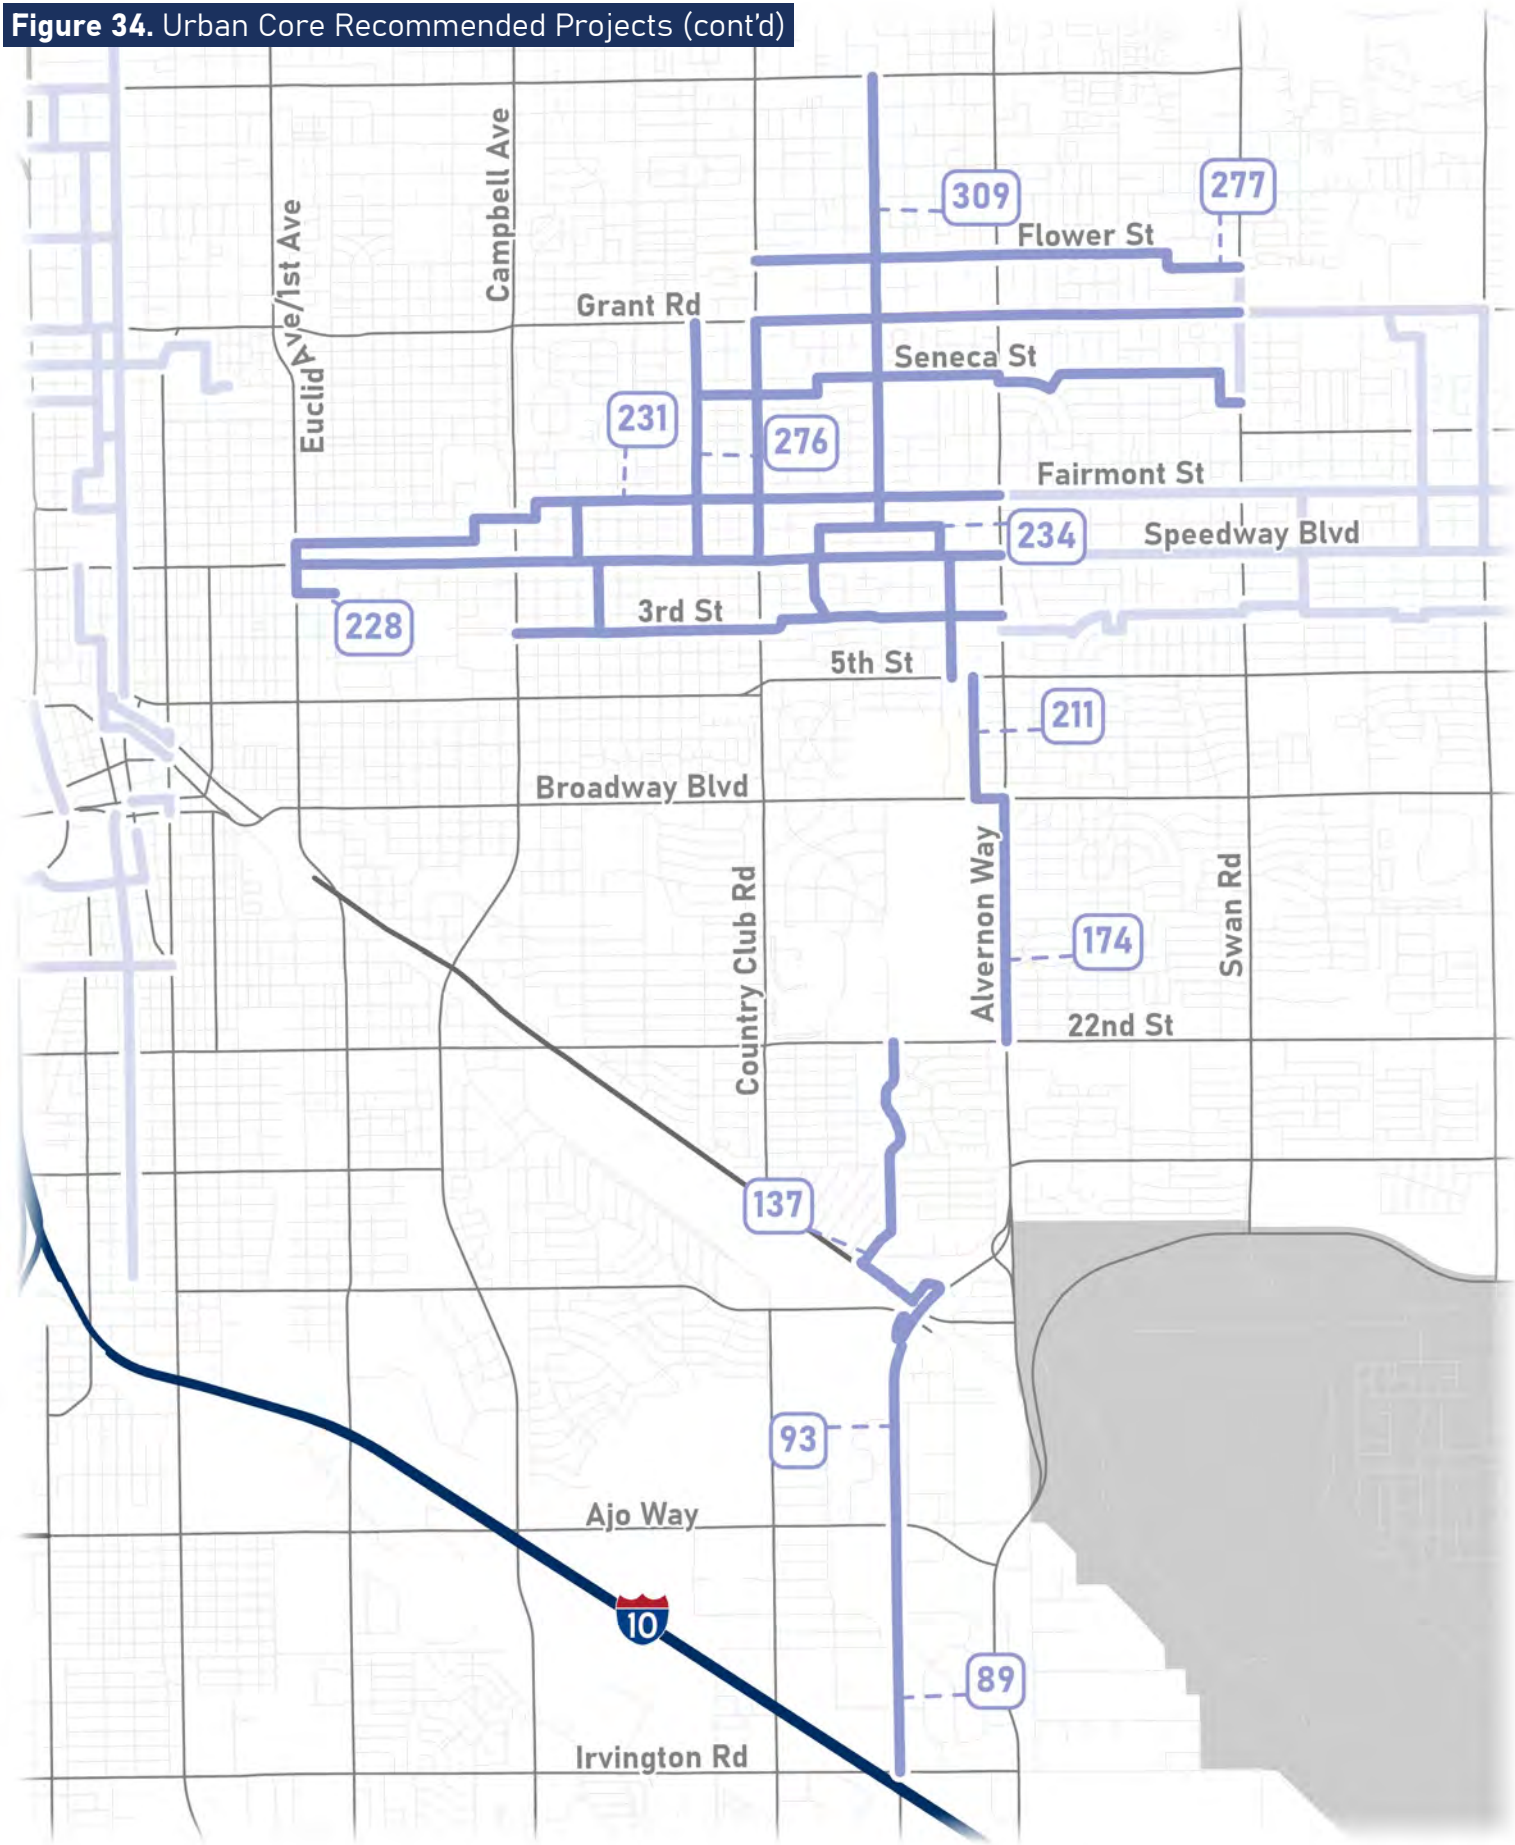 Figure 34. Urban Core Recommended Projects (cont'd)
Campbell Ave
277
309
Euclid Ave/1st Ave
Flower St
Grant Rd
Seneca St
231
276
Fairmont St
234
Speedway Blvd
3rd St
228
5th St
211
Broadway Blvd
Alvernon Way
Swan Rd
Country Club Rd
174
22nd St
137
93
Ajo Way
10
89
Irvington Rd